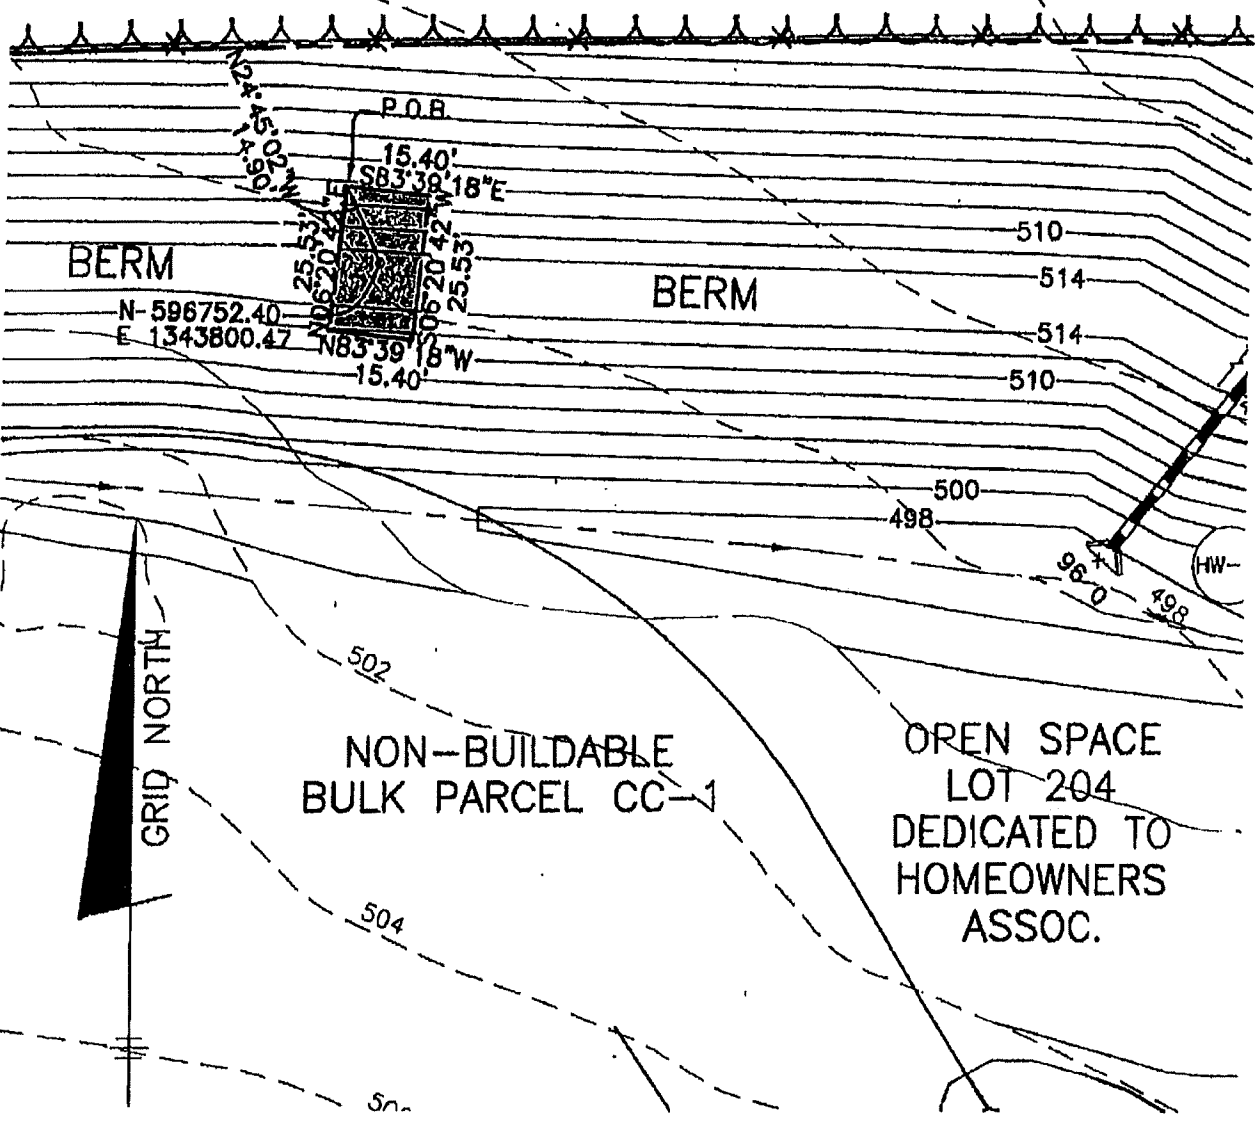 P.O.B.
N24°45'02"W
14.90'
15.40'
S83°39'18"E
N06°20'42"E
25.53'
S06°20'42"W
25.53'
N83°39'18"W
15.40'
BERM
BERM
N 596752.40
E 1343800.47
510
514
514
510
500
498
96.0
498
HW-
502
GRID NORTH
NON-BUILDABLE
BULK PARCEL CC-1
OPEN SPACE
LOT 204
DEDICATED TO
HOMEOWNERS
ASSOC.
504